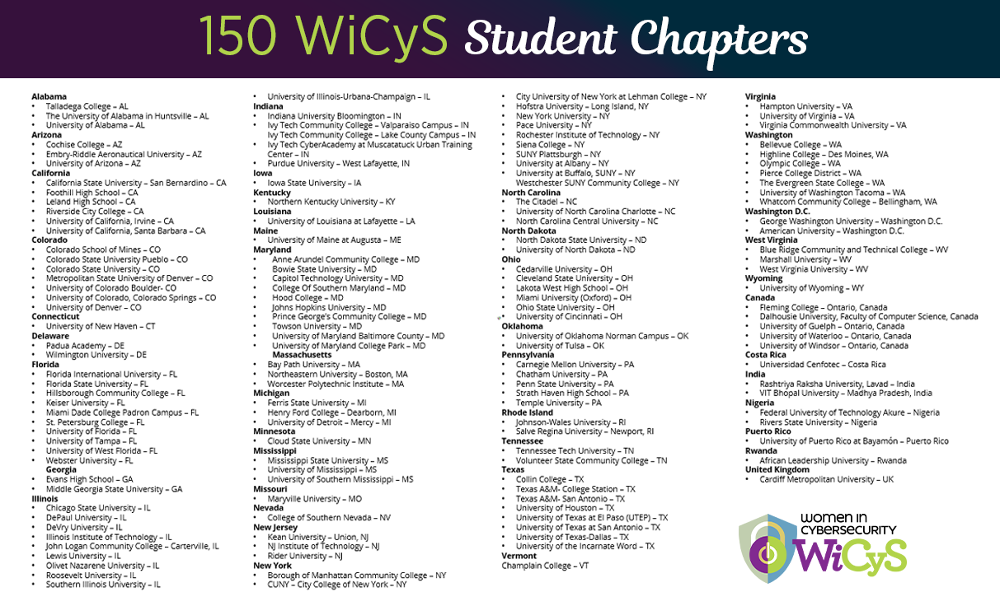 150 WiCyS Student Chapters
Alabama
• Talladega College – AL
• The University of Alabama in Huntsville – AL
• University of Alabama – AL
Arizona
• Cochise College – AZ
• Embry-Riddle Aeronautical University – AZ
• University of Arizona – AZ
California
• California State University – San Bernardino – CA
• Foothill High School – CA
• Leland High School – CA
• Riverside City College – CA
• University of California, Irvine – CA
• University of California, Santa Barbara – CA
Colorado
• Colorado School of Mines – CO
• Colorado State University Pueblo – CO
• Colorado State University – CO
• Metropolitan State University of Denver – CO
• University of Colorado Boulder- CO
• University of Colorado, Colorado Springs – CO
• University of Denver – CO
Connecticut
• University of New Haven – CT
Delaware
• Padua Academy – DE
• Wilmington University – DE
Florida
• Florida International University – FL
• Florida State University – FL
• Hillsborough Community College – FL
• Keiser University – FL
• Miami Dade College Padron Campus – FL
• St. Petersburg College – FL
• University of Florida – FL
• University of Tampa – FL
• University of West Florida – FL
• Webster University – FL
Georgia
• Evans High School – GA
• Middle Georgia State University – GA
Illinois
• Chicago State University – IL
• DePaul University – IL
• DeVry University – IL
• Illinois Institute of Technology – IL
• John Logan Community College – Carterville, IL
• Lewis University – IL
• Olivet Nazarene University – IL
• Roosevelt University – IL
• Southern Illinois University – IL
• University of Illinois-Urbana-Champaign – IL
Indiana
• Indiana University Bloomington – IN
• Ivy Tech Community College – Valparaiso Campus – IN
Ivy Tech Community College – Lake County Campus – IN
• Ivy Tech CyberAcademy at Muscatatuck Urban Training
Center – IN
• Purdue University – West Lafayette, IN
Iowa
• Iowa State University – IA
Kentucky
• Northern Kentucky University – KY
Louisiana
• University of Louisiana at Lafayette – LA
Maine
• University of Maine at Augusta – ME
Maryland
• Anne Arundel Community College – MD
• Bowie State University – MD
• Capitol Technology University – MD
• College Of Southern Maryland – MD
• Hood College – MD
• Johns Hopkins University – MD
• Prince George's Community College – MD
• Towson University – MD
• University of Maryland Baltimore County – MD
• University of Maryland College Park – MD
Massachusetts
• Bay Path University – MA
• Northeastern University – Boston, MA
• Worcester Polytechnic Institute – MA
Michigan
• Ferris State University – MI
• Henry Ford College – Dearborn, MI
• University of Detroit – Mercy – MI
Minnesota
• Cloud State University – MN
Mississippi
• Mississippi State University – MS
• University of Mississippi – MS
• University of Southern Mississippi – MS
Missouri
• Maryville University – MO
Nevada
• College of Southern Nevada – NV
New Jersey
• Kean University – Union, NJ
• NJ Institute of Technology – NJ
• Rider University – NJ
New York
• Borough of Manhattan Community College – NY
• CUNY – City College of New York – NY
• City University of New York at Lehman College – NY
• Hofstra University – Long Island, NY
• New York University – NY
• Pace University – NY
• Rochester Institute of Technology – NY
• Siena College – NY
• SUNY Plattsburgh – NY
• University at Albany – NY
• University at Buffalo, SUNY – NY
Westchester SUNY Community College – NY
North Carolina
• The Citadel – NC
• University of North Carolina Charlotte – NC
• North Carolina Central University – NC
North Dakota
• North Dakota State University – ND
• University of North Dakota – ND
Ohio
• Cedarville University – OH
• Cleveland State University – OH
• Lakota West High School – OH
• Miami University (Oxford) – OH
• Ohio State University – OH
• University of Cincinnati – OH
Oklahoma
• University of Oklahoma Norman Campus – OK
• University of Tulsa – OK
Pennsylvania
• Carnegie Mellon University – PA
• Chatham University – PA
• Penn State University – PA
• Strath Haven High School – PA
• Temple University – PA
Rhode Island
• Johnson-Wales University – RI
• Salve Regina University – Newport, RI
Tennessee
• Tennessee Tech University – TN
• Volunteer State Community College – TN
Texas
• Collin College – TX
• Texas A&M- College Station – TX
• Texas A&M- San Antonio – TX
• University of Houston – TX
• University of Texas at El Paso (UTEP) – TX
• University of Texas at San Antonio – TX
• University of Texas-Dallas – TX
• University of the Incarnate Word – TX
Vermont
Champlain College – VT
Virginia
• Hampton University – VA
• University of Virginia – VA
Virginia Commonwealth University – VA
Washington
• Bellevue College – WA
• Highline College – Des Moines, WA
• Olympic College – WA
• Pierce College District – WA
• The Evergreen State College – WA
• University of Washington Tacoma – WA
• Whatcom Community College – Bellingham, WA
Washington D.C.
• George Washington University – Washington D.C.
• American University – Washington D.C.
West Virginia
• Blue Ridge Community and Technical College – WV
• Marshall University – WV
• West Virginia University – WV
Wyoming
• University of Wyoming – WY
Canada
• Fleming College – Ontario, Canada
• Dalhousie University, Faculty of Computer Science, Canada
• University of Guelph – Ontario, Canada
• University of Waterloo – Ontario, Canada
• University of Windsor – Ontario, Canada
Costa Rica
• Universidad Cenfotec – Costa Rica
India
• Rashtriya Raksha University, Lavad – India
• VIT Bhopal University – Madhya Pradesh, India
Nigeria
• Federal University of Technology Akure – Nigeria
• Rivers State University – Nigeria
Puerto Rico
• University of Puerto Rico at Bayamón – Puerto Rico
Rwanda
• African Leadership University – Rwanda
United Kingdom
• Cardiff Metropolitan University – UK
WOMEN IN
CYBERSECURITY
WiCyS